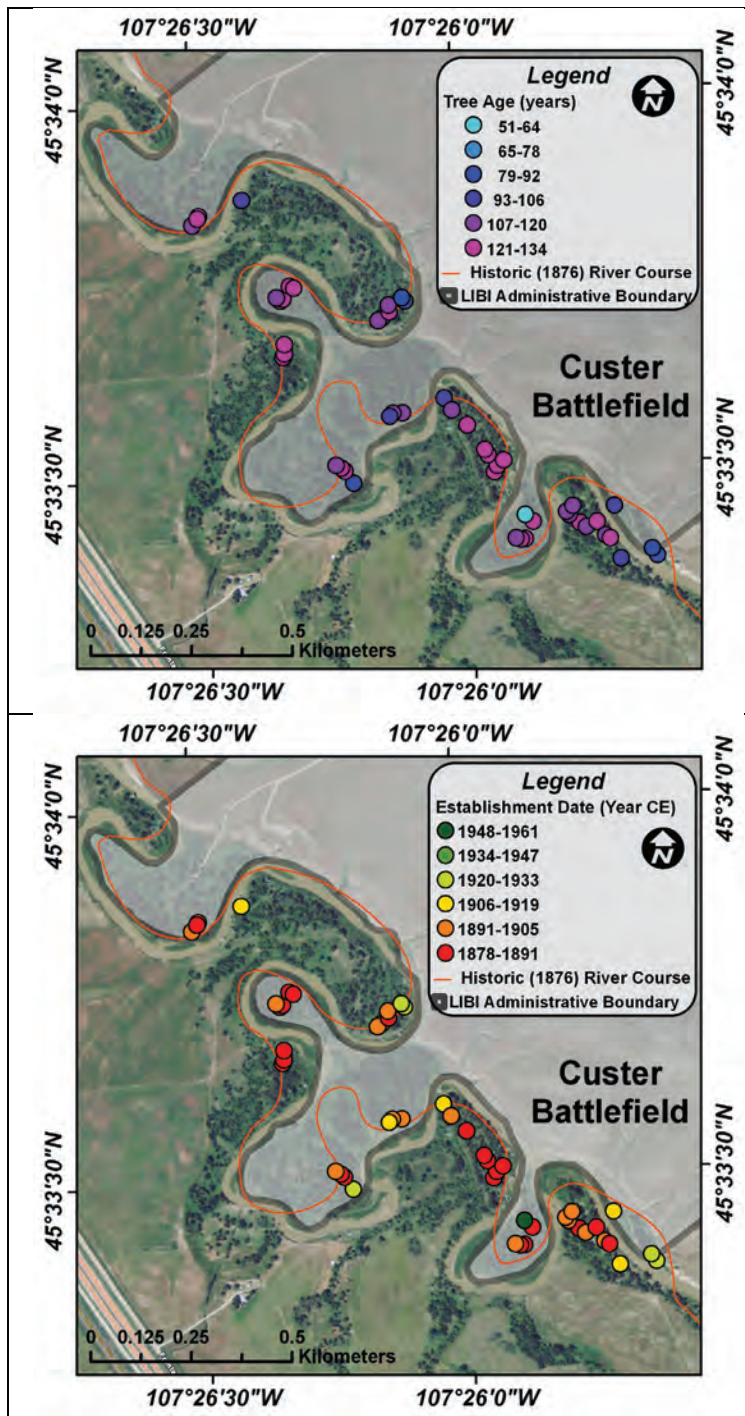 107°26'30"W 107°26'0"W
Legend
N
Tree Age (years)
51-64
65-78
79-92
93-106
107-120
121-134
Historic (1876) River Course
LIBI Administrative Boundary
45°34'0"N 45°34'0"N
Custer
Battlefield
45°33'30"N 45°33'30"N
0 0.125 0.25 0.5
Kilometers
107°26'30"W 107°26'0"W
107°26'30"W 107°26'0"W
Legend
Establishment Date (Year CE)
1948-1961
1934-1947
N
1920-1933
1906-1919
1891-1905
1878-1891
Historic (1876) River Course
LIBI Administrative Boundary
45°34'0"N 45°34'0"N
Custer
Battlefield
45°33'30"N 45°33'30"N
0 0.125 0.25 0.5
Kilometers
107°26'30"W 107°26'0"W